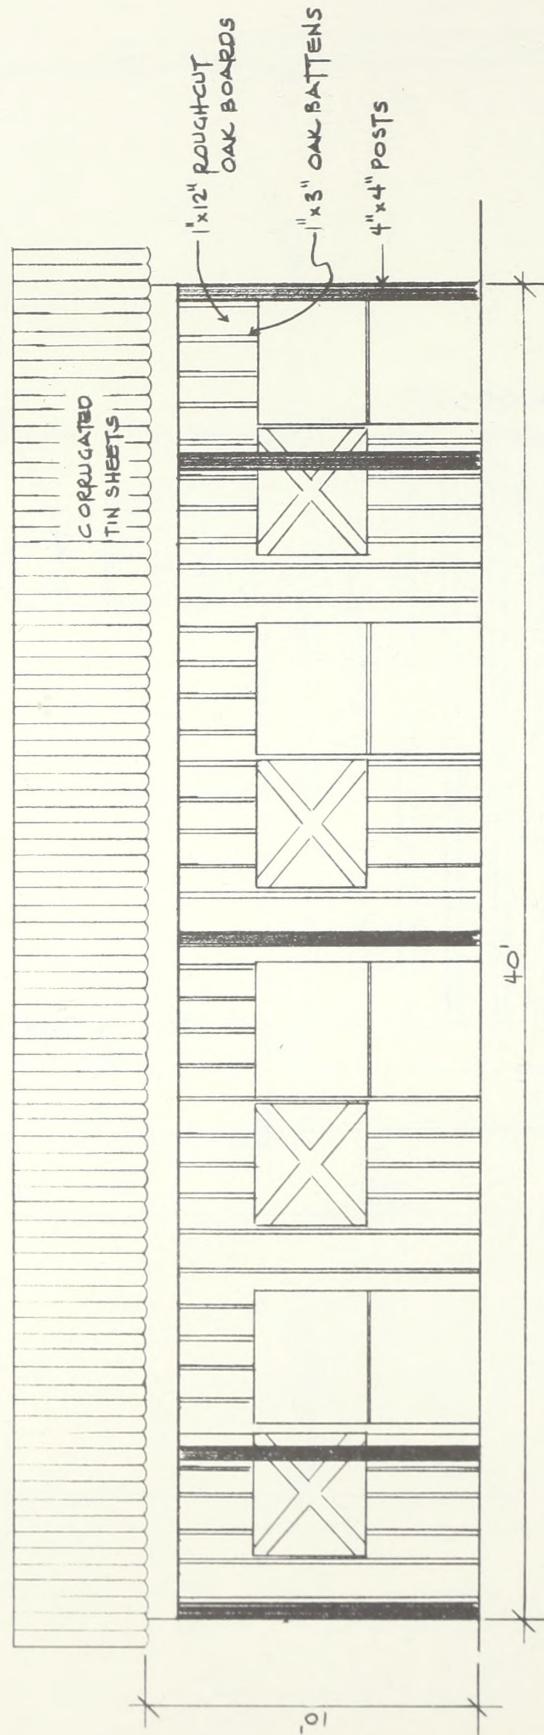 CORRUGATED
TIN SHEETS
1"x12" ROUGHCUT
OAK BOARDS
1"x3" OAK BATTENS
4"x4" POSTS
40'
10'